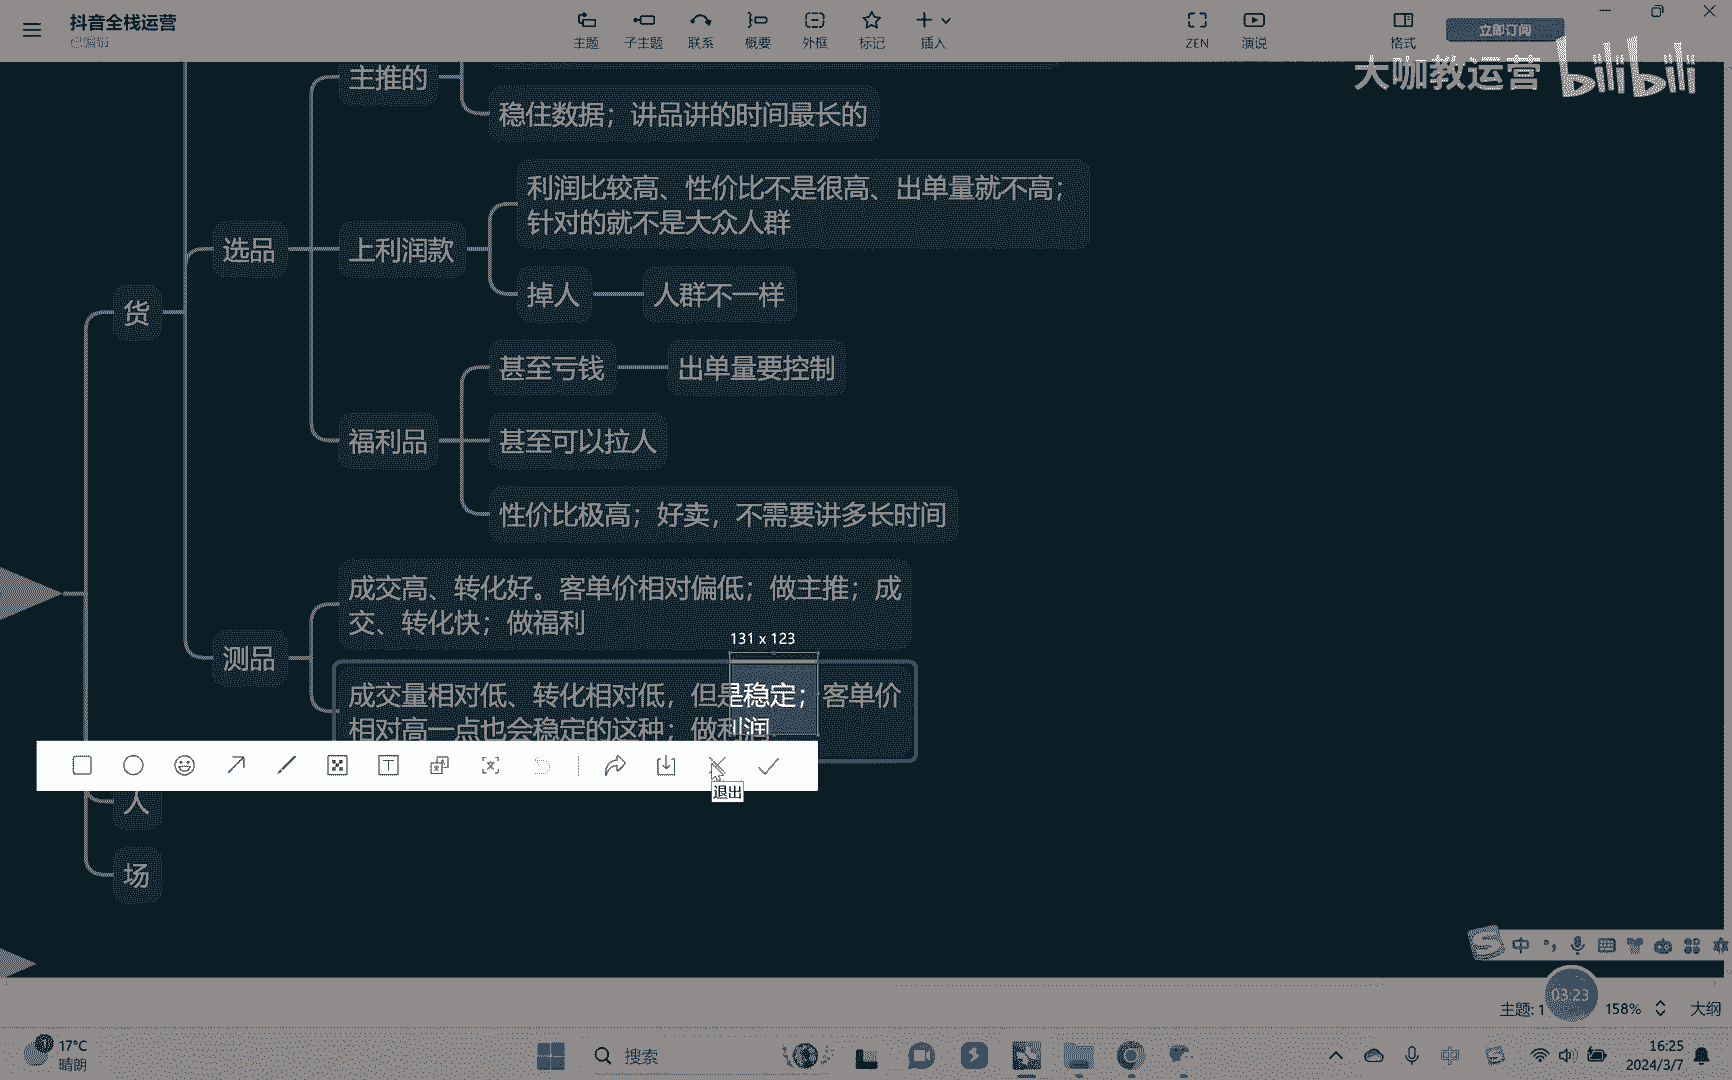 抖音全栈运营
已编辑
主题
子主题
联系
概要
外框
标记
插入
ZEN
演说
格式
立即订阅
大咖教运营 bilibili
主推的
稳住数据；讲品讲的时间最长的
利润比较高、性价比不是很高、出单量就不高；
针对的就不是大众人群
选品
上利润款
掉人
人群不一样
货
甚至亏钱
出单量要控制
福利品
甚至可以拉人
性价比极高；好卖，不需要讲多长时间
成交高、转化好。客单价相对偏低；做主推；成
交、转化快；做福利
131 x 123
测品
成交量相对低、转化相对低，但是稳定；客单价
相对高一点也会稳定的这种；做利润
退出
人
场
中
03:23
主题: 1
158%
大纲
1
17°C
晴朗
搜索
中
16:25
2024/3/7